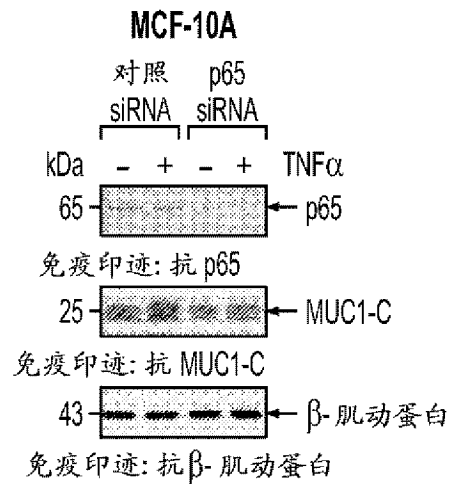 MCF-10A
对照 p65
siRNA siRNA
kDa – + – + TNFα
65 p65
免疫印迹: 抗 p65
25 MUC1-C
免疫印迹: 抗 MUC1-C
43 β-肌动蛋白
免疫印迹: 抗β-肌动蛋白